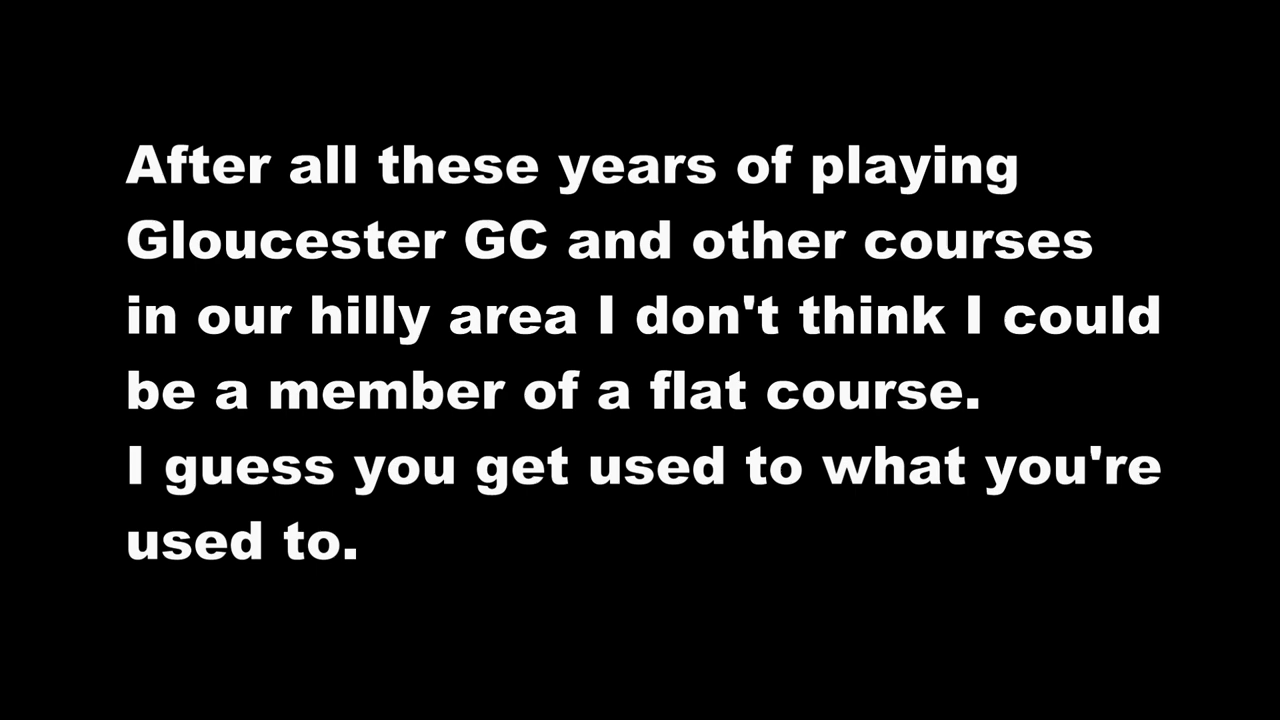 After all these years of playing
Gloucester GC and other courses
in our hilly area I don't think I could
be a member of a flat course.
I guess you get used to what you're
used to.